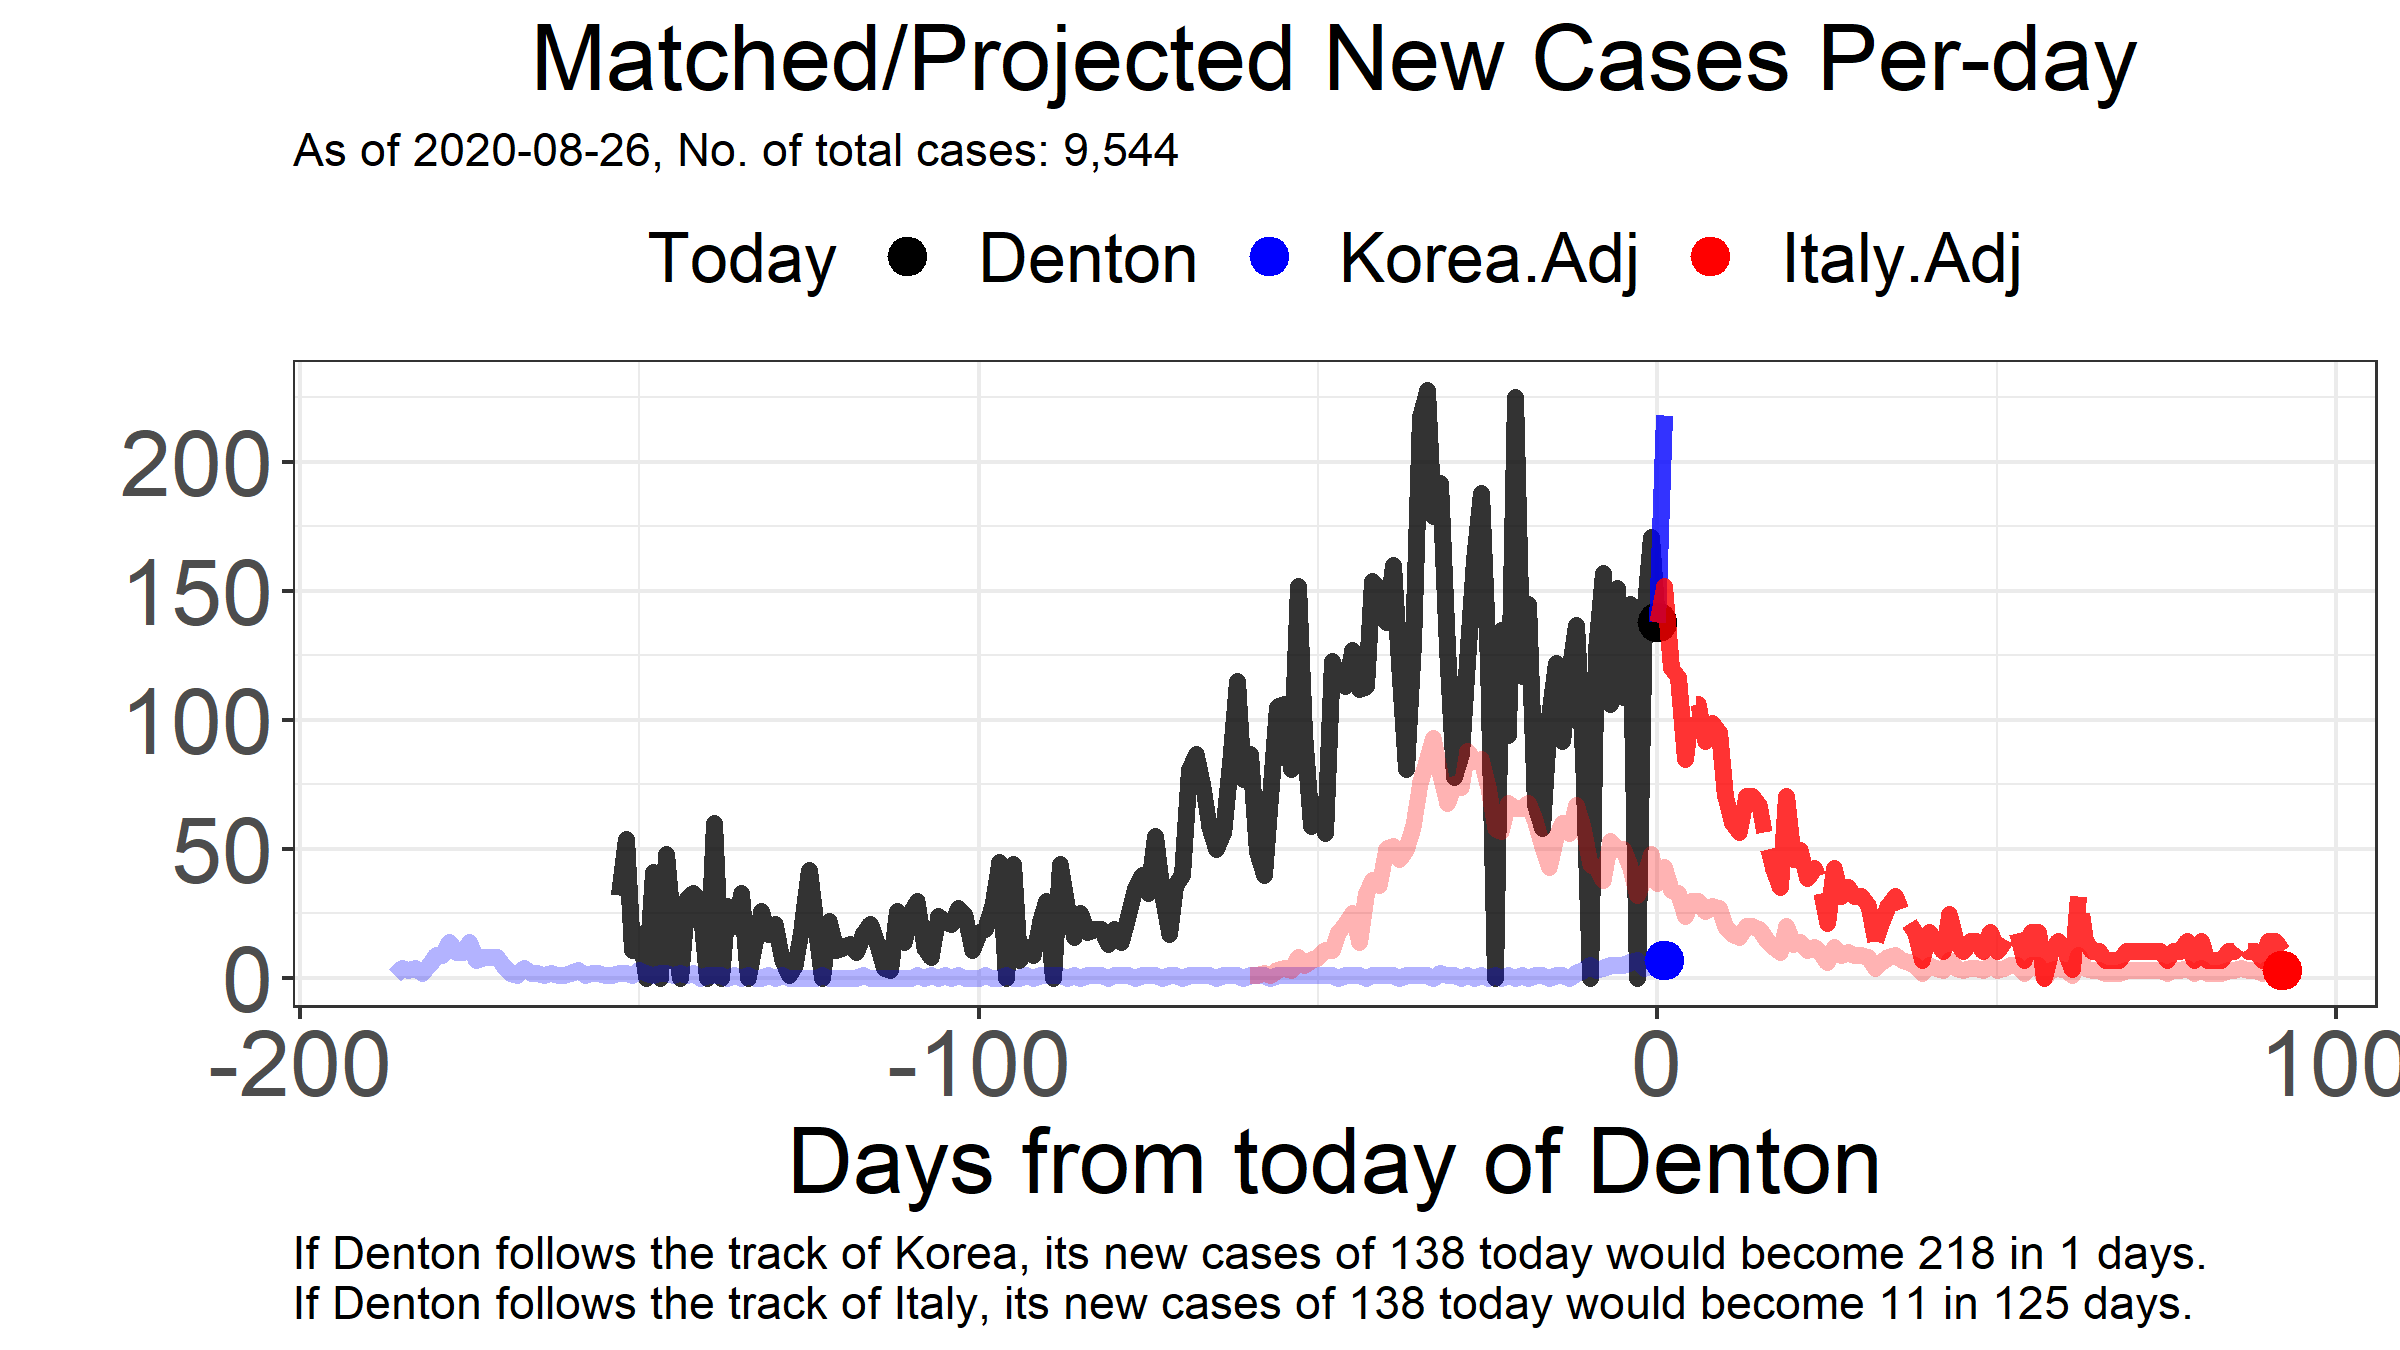 Matched/Projected New Cases Per-day
As of 2020-08-26, No. of total cases: 9,544
Today Denton Korea.Adj Italy.Adj
200
150
100
50
0
-200 -100 0 100
Days from today of Denton
If Denton follows the track of Korea, its new cases of 138 today would become 218 in 1 days.
If Denton follows the track of Italy, its new cases of 138 today would become 11 in 125 days.